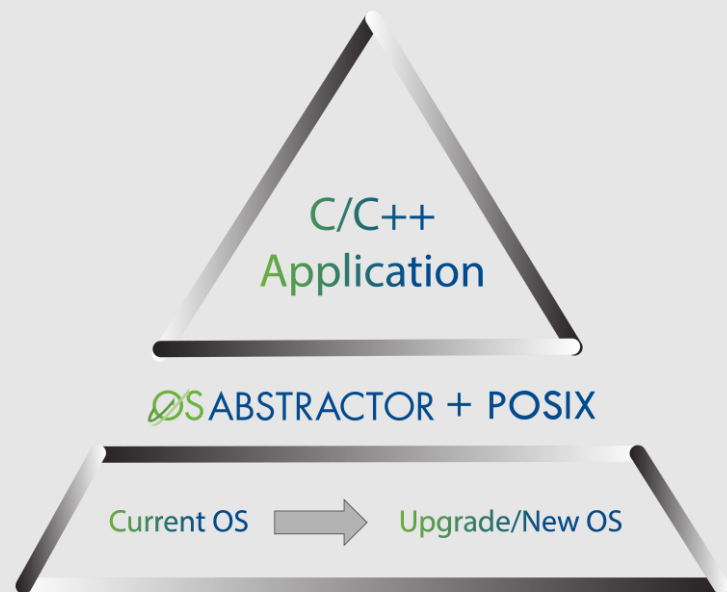 C/C++
Application
OS ABSTRACTOR + POSIX
Current OS
Upgrade/New OS